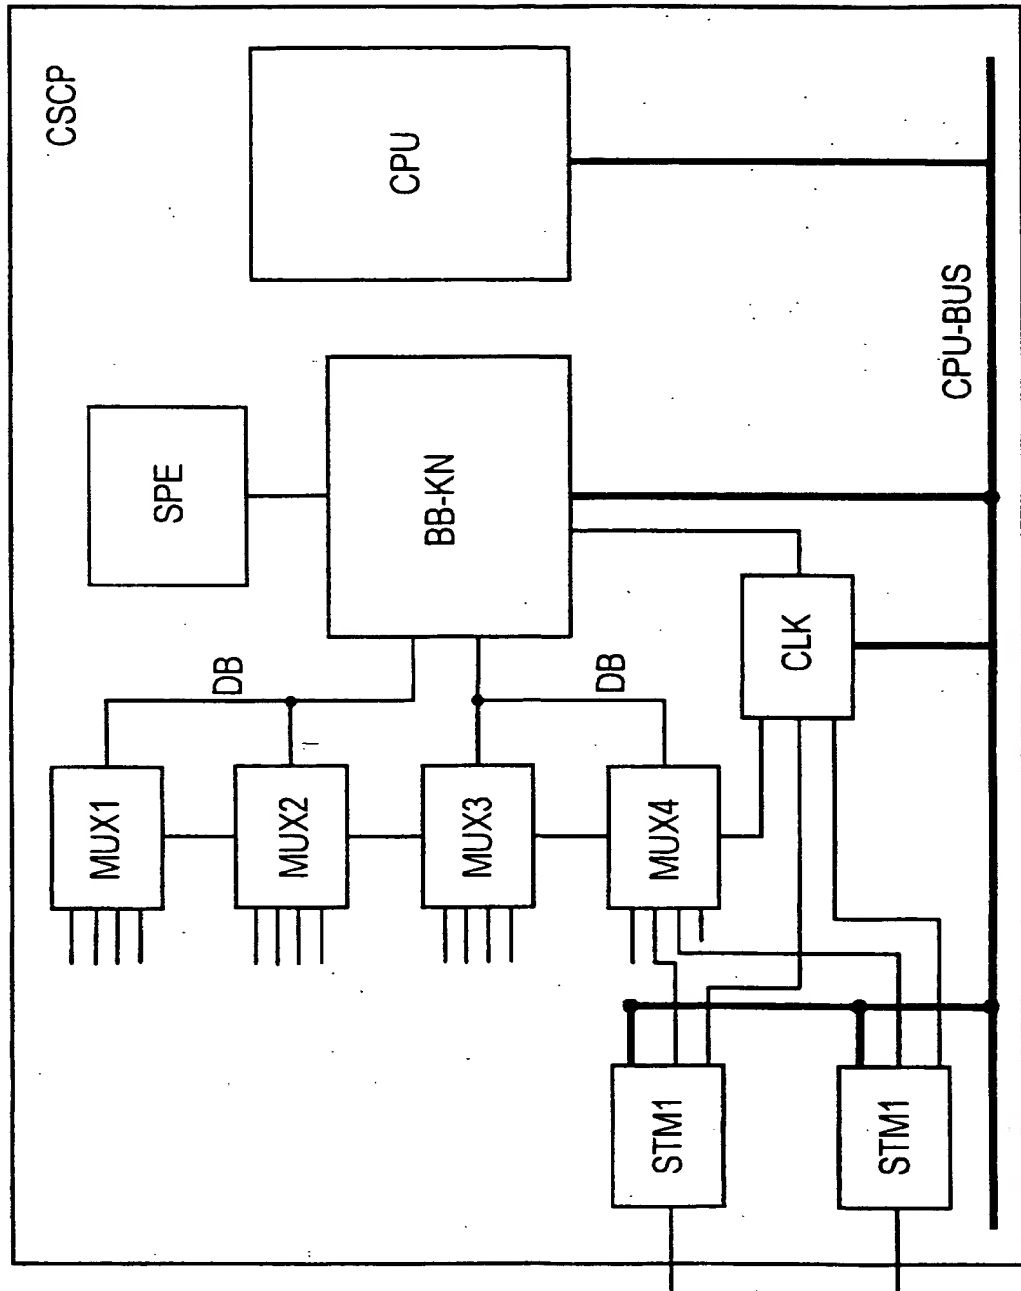 CSCP
CPU
CPU-BUS
SPE
BB-KN
DB
DB
CLK
MUX1
MUX2
MUX3
MUX4
STM1
STM1